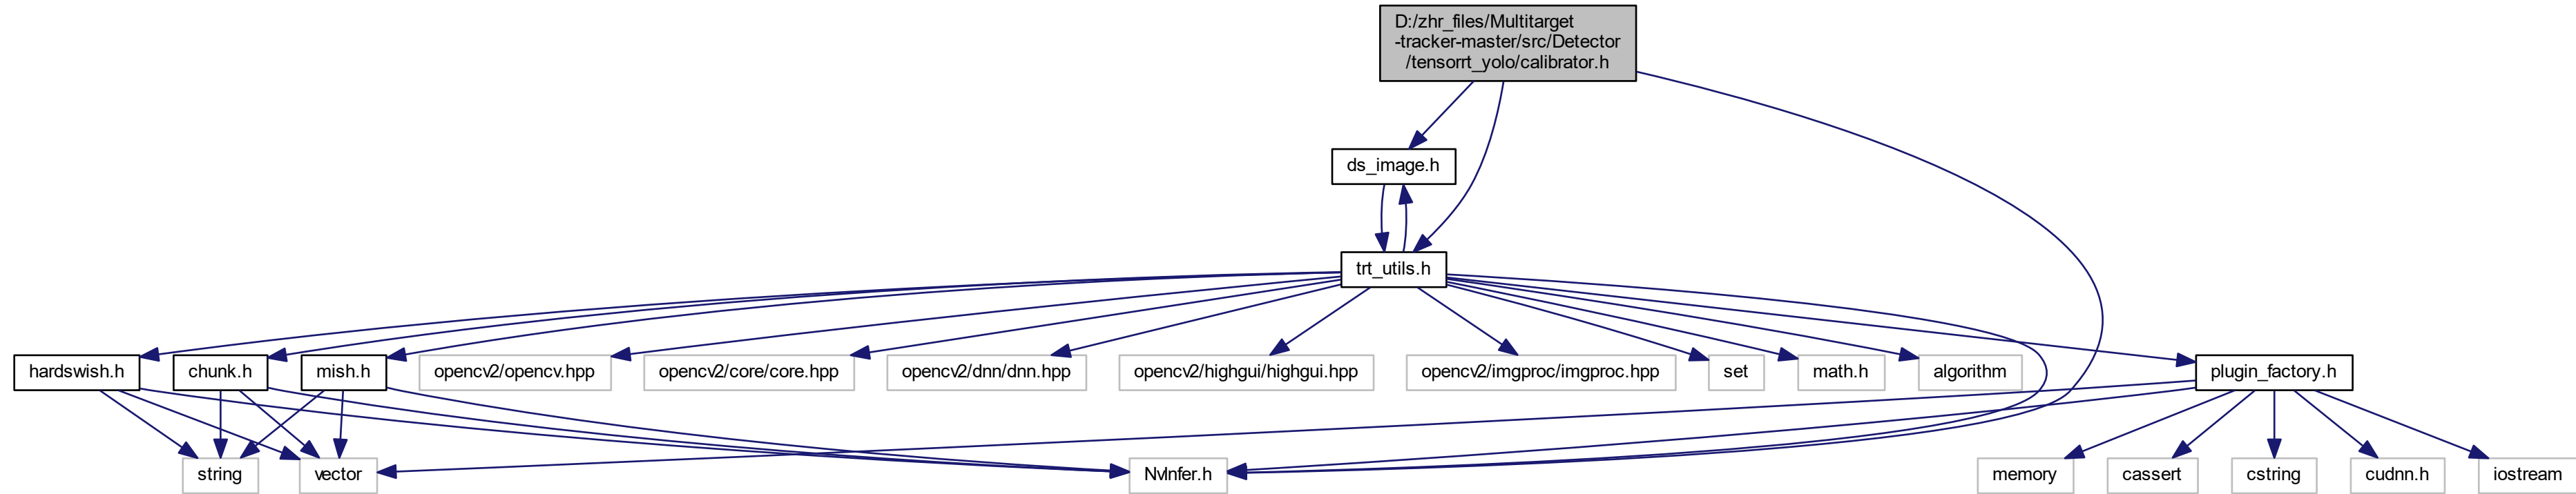 D:/zhr_files/Multitarget
-tracker-master/src/Detector
/tensorrt_yolo/calibrator.h
ds_image.h
trt_utils.h
hardswish.h
chunk.h
mish.h
opencv2/opencv.hpp
opencv2/core/core.hpp
opencv2/dnn/dnn.hpp
opencv2/highgui/highgui.hpp
opencv2/imgproc/imgproc.hpp
set
math.h
algorithm
plugin_factory.h
string
vector
NvInfer.h
memory
cassert
cstring
cudnn.h
iostream